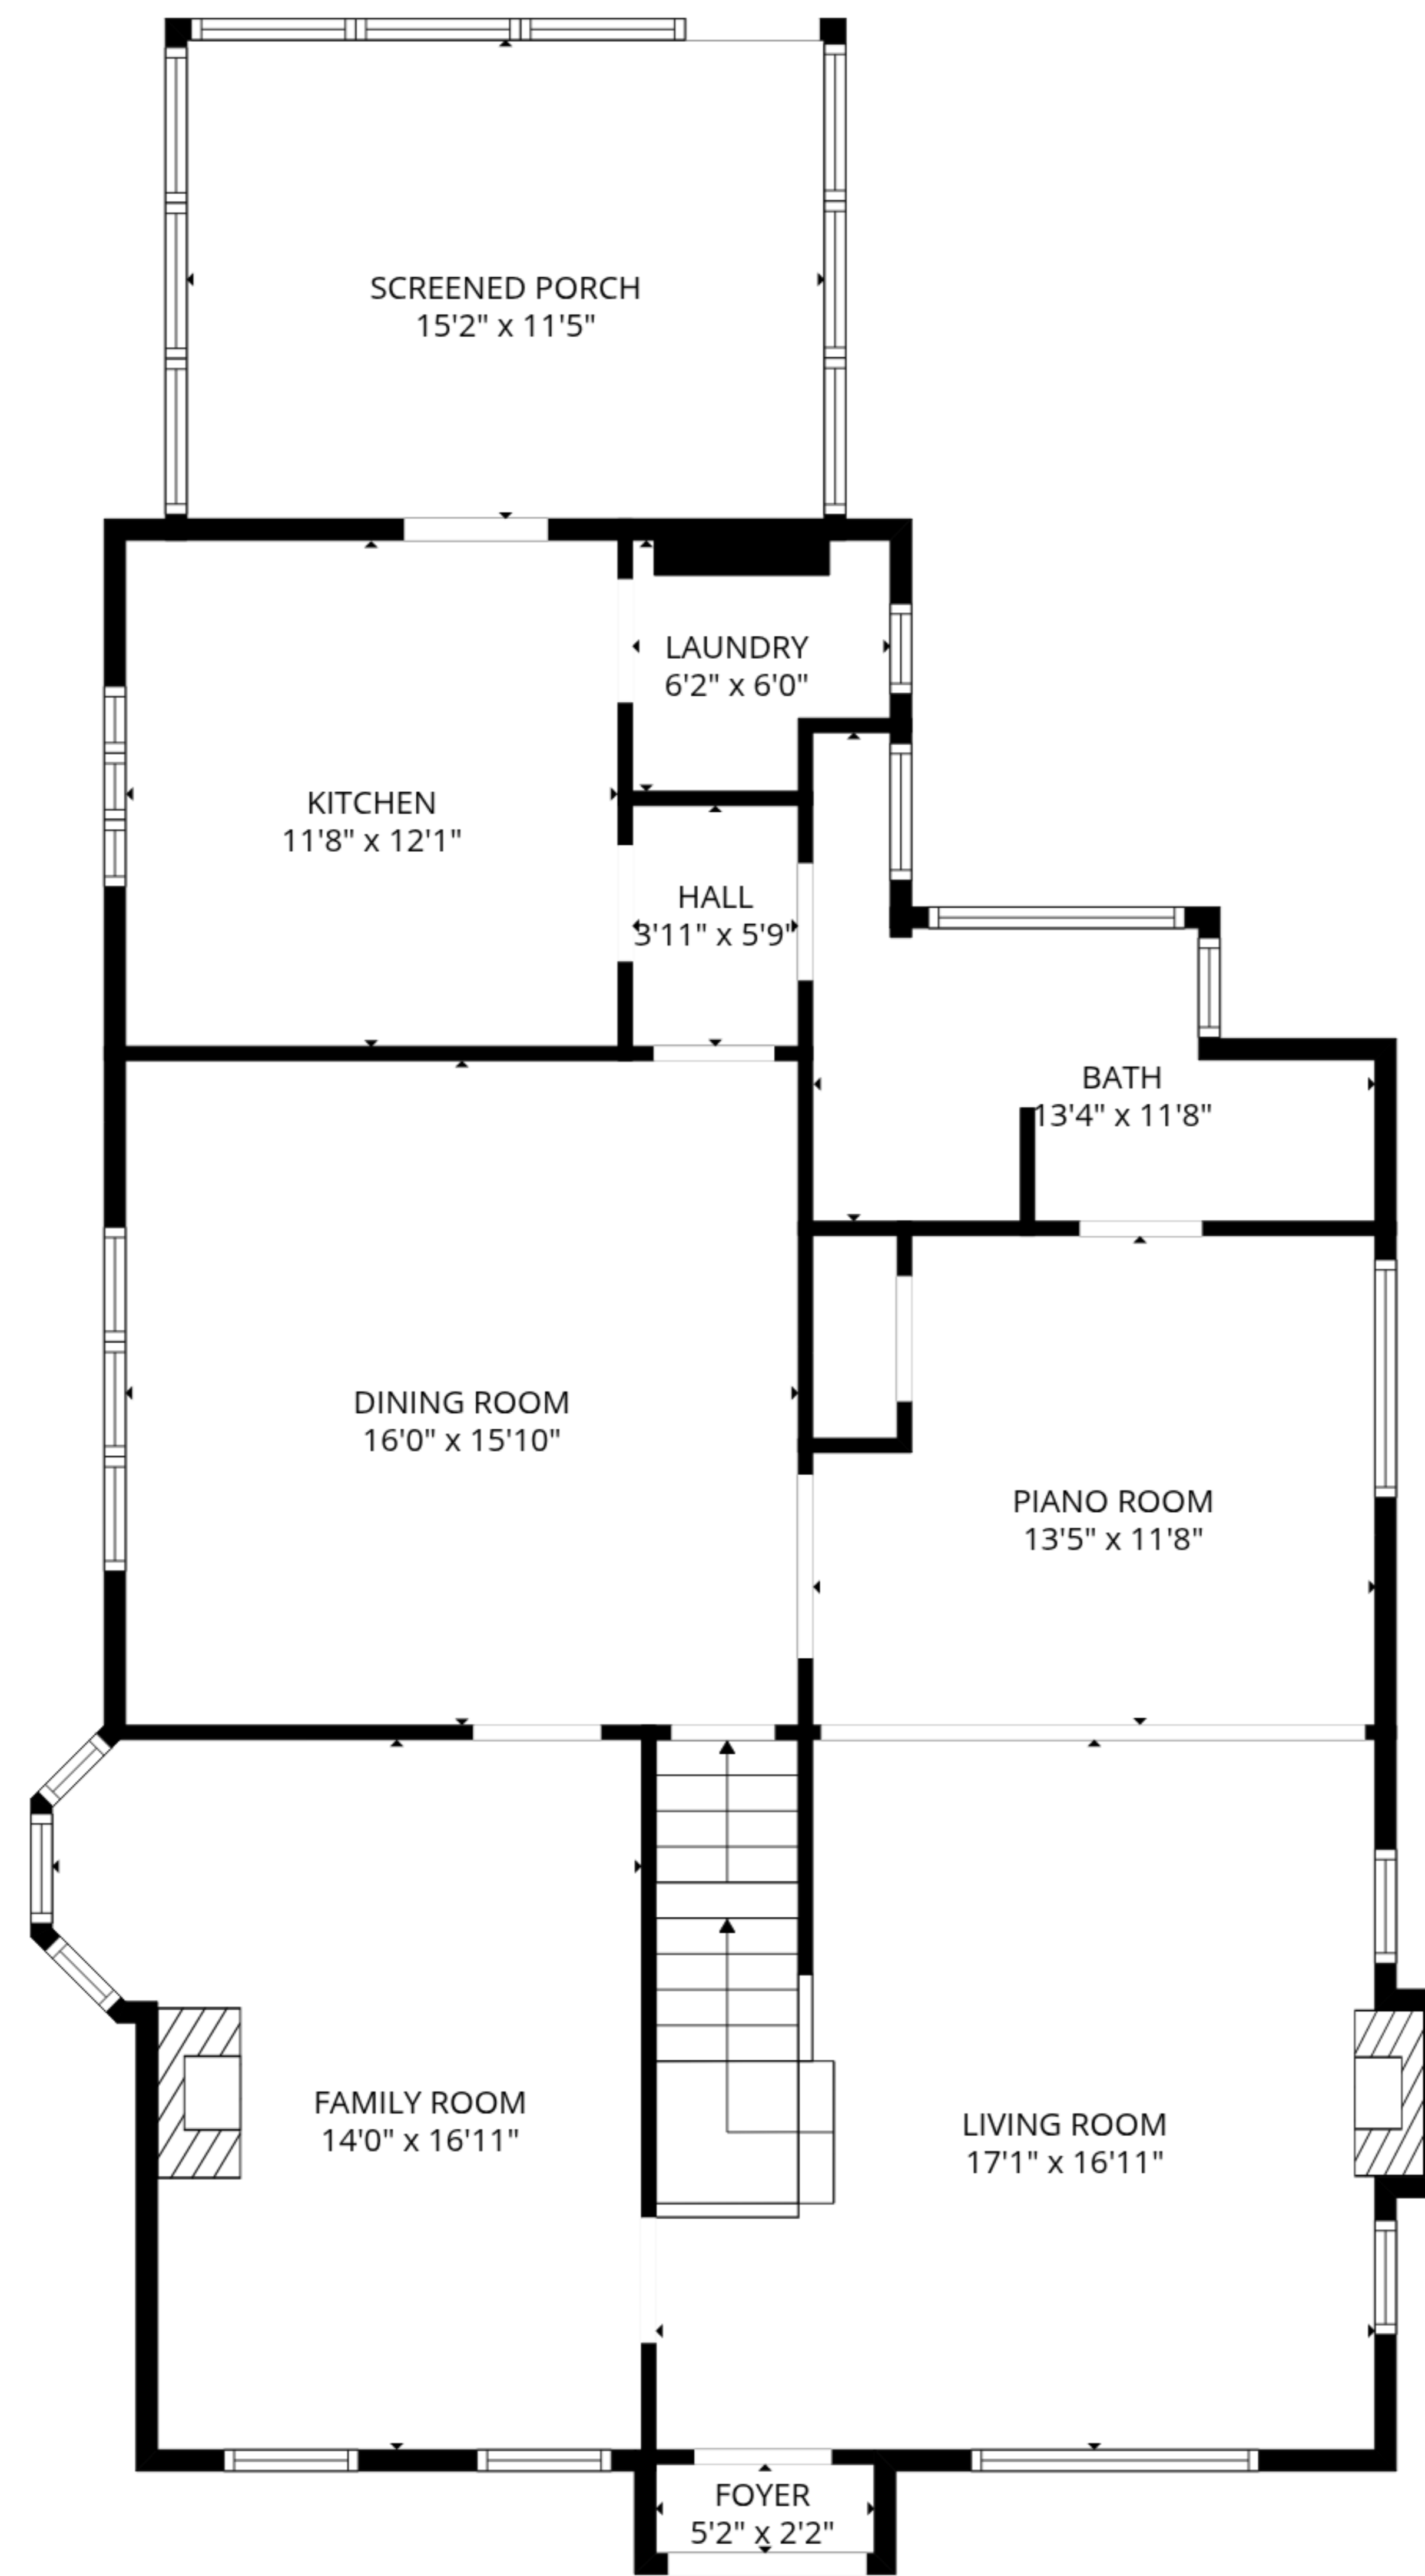 SCREENED PORCH
15'2" x 11'5"
LAUNDRY
6'2" x 6'0"
KITCHEN
11'8" x 12'1"
HALL
3'11" x 5'9"
BATH
13'4" x 11'8"
DINING ROOM
16'0" x 15'10"
PIANO ROOM
13'5" x 11'8"
FAMILY ROOM
14'0" x 16'11"
LIVING ROOM
17'1" x 16'11"
FOYER
5'2" x 2'2"